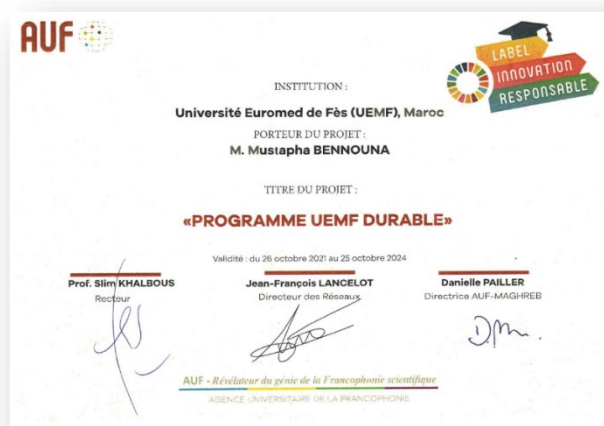 AUF
LABEL
INNOVATION
RESPONSABLE
INSTITUTION :
Université Euromed de Fès (UEMF), Maroc
PORTEUR DU PROJET :
M. Mustapha BENNOUNA
TITRE DU PROJET :
«PROGRAMME UEMF DURABLE»
Validité : du 26 octobre 2021 au 25 octobre 2024
Prof. Slim KHALBOUS
Recteur
Jean-François LANCELOT
Directeur des Réseaux
Danielle PAILLER
Directrice AUF-MAGHREB
AUF - Révélateur du génie de la Francophonie scientifique
AGENCE UNIVERSITAIRE DE LA FRANCOPHONIE